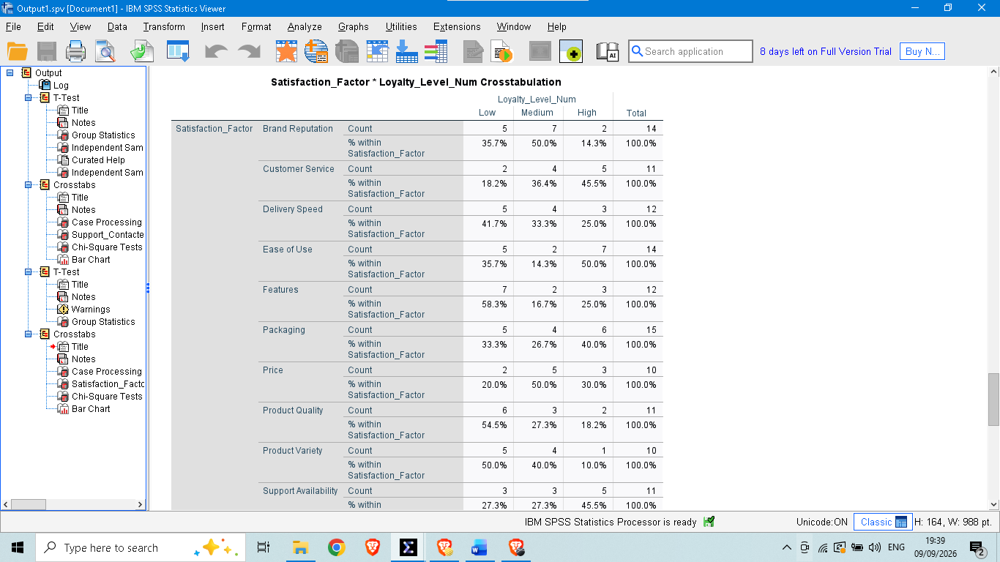 Output1.spv [Document1] - IBM SPSS Statistics Viewer
File Edit View Data Transform Insert Format Analyze Graphs Utilities Extensions Window Help
AI
Search application
8 days left on Full Version Trial
Buy N...
Output
Log
T-Test
Title
Notes
Group Statistics
Independent Sam
Curated Help
Independent Sam
Crosstabs
Title
Notes
Case Processing
Support_Contacte
Chi-Square Tests
Bar Chart
T-Test
Title
Notes
Warnings
Group Statistics
Crosstabs
Title
Notes
Case Processing
Satisfaction_Factc
Chi-Square Tests
Bar Chart
Satisfaction_Factor * Loyalty_Level_Num Crosstabulation
Loyalty_Level_Num
Low Medium High Total
Satisfaction_Factor Brand Reputation Count 5 7 2 14
% within Satisfaction_Factor 35.7% 50.0% 14.3% 100.0%
Customer Service Count 2 4 5 11
% within Satisfaction_Factor 18.2% 36.4% 45.5% 100.0%
Delivery Speed Count 5 4 3 12
% within Satisfaction_Factor 41.7% 33.3% 25.0% 100.0%
Ease of Use Count 5 2 7 14
% within Satisfaction_Factor 35.7% 14.3% 50.0% 100.0%
Features Count 7 2 3 12
% within Satisfaction_Factor 58.3% 16.7% 25.0% 100.0%
Packaging Count 5 4 6 15
% within Satisfaction_Factor 33.3% 26.7% 40.0% 100.0%
Price Count 2 5 3 10
% within Satisfaction_Factor 20.0% 50.0% 30.0% 100.0%
Product Quality Count 6 3 2 11
% within Satisfaction_Factor 54.5% 27.3% 18.2% 100.0%
Product Variety Count 5 4 1 10
% within Satisfaction_Factor 50.0% 40.0% 10.0% 100.0%
Support Availability Count 3 3 5 11
% within 27.3% 27.3% 45.5% 100.0%
IBM SPSS Statistics Processor is ready
Unicode:ON Classic H: 164, W: 988 pt.
Type here to search
ENG
19:39
09/09/2026
2